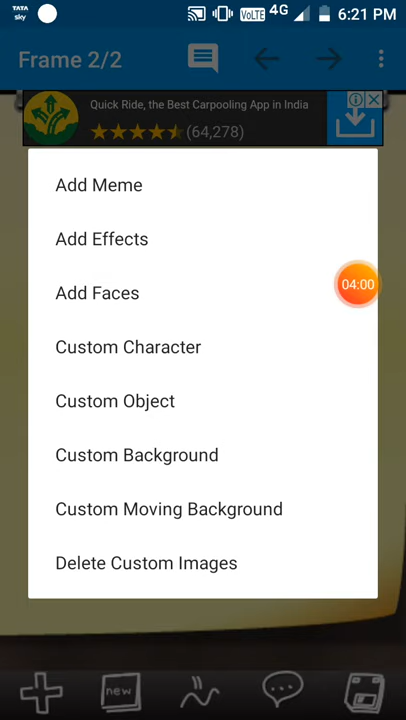 TATA
sky
VoLTE 4G 6:21 PM
Frame 2/2
Quick Ride, the Best Carpooling App in India
(64,278)
Add Meme
Add Effects
Add Faces
04:00
Custom Character
Custom Object
Custom Background
Custom Moving Background
Delete Custom Images
new